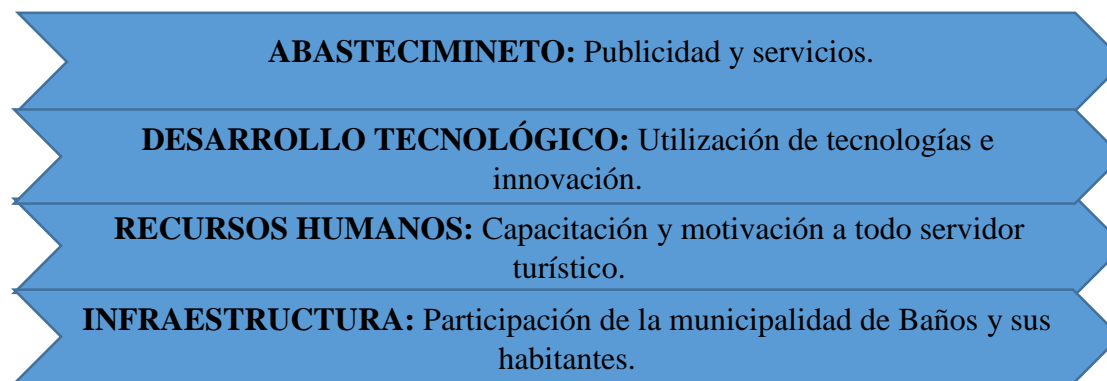 ABASTECIMINETO: Publicidad y servicios.
DESARROLLO TECNOLÓGICO: Utilización de tecnologías e
innovación.
RECURSOS HUMANOS: Capacitación y motivación a todo servidor
turístico.
INFRAESTRUCTURA: Participación de la municipalidad de Baños y sus
habitantes.